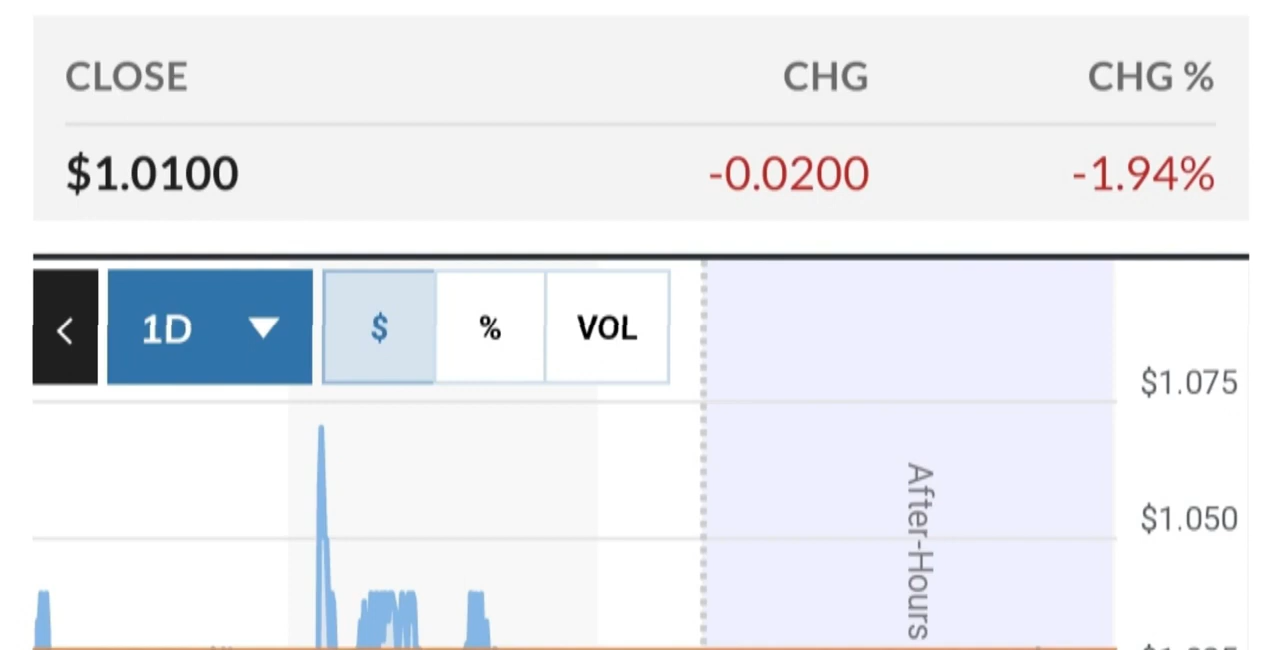 CLOSE CHG CHG %
$1.0100 -0.0200 -1.94%
1D $ % VOL
$1.075
$1.050
After-Hours